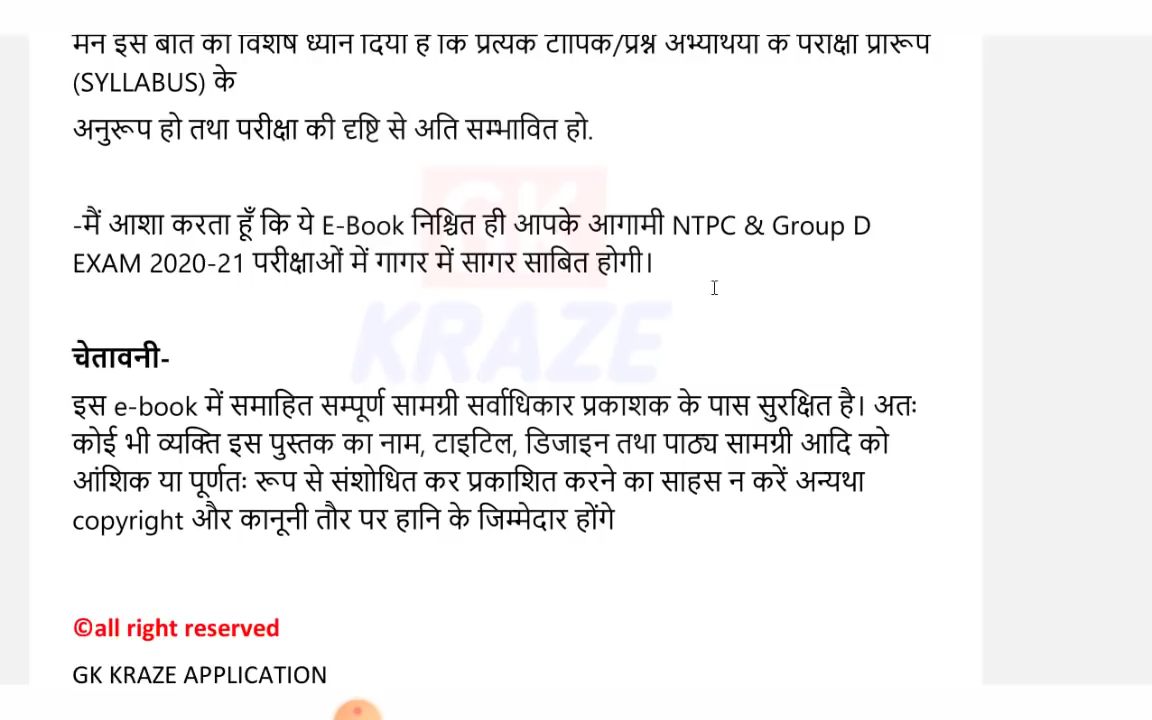 मैंने इस बात का विशेष ध्यान दिया है कि प्रत्येक टॉपिक/प्रश्न अभ्यर्थियों के परीक्षा प्रारूप
(SYLLABUS) के
अनुरूप हो तथा परीक्षा की दृष्टि से अति सम्भावित हो.
GK
-मैं आशा करता हूँ कि ये E-Book निश्चित ही आपके आगामी NTPC & Group D
EXAM 2020-21 परीक्षाओं में गागर में सागर साबित होगी।
KRAZE
चेतावनी-
इस e-book में समाहित सम्पूर्ण सामग्री सर्वाधिकार प्रकाशक के पास सुरक्षित है। अतः
कोई भी व्यक्ति इस पुस्तक का नाम, टाइटिल, डिजाइन तथा पाठ्य सामग्री आदि को
आंशिक या पूर्णतः रूप से संशोधित कर प्रकाशित करने का साहस न करें अन्यथा
copyright और कानूनी तौर पर हानि के जिम्मेदार होंगे
©all right reserved
GK KRAZE APPLICATION